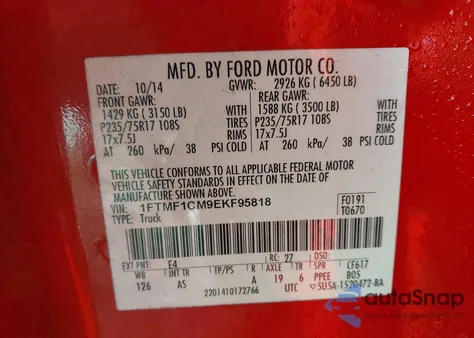 MFD. BY FORD MOTOR CO.
DATE: 10/14 GVWR: 2926 KG ( 6450 LB)
FRONT GAWR: REAR GAWR:
1429 KG ( 3150 LB) WITH 1588 KG ( 3500 LB) WITH
P235/75R17 108S TIRES P235/75R17 108S TIRES
17x7.5J RIMS 17x7.5J RIMS
AT 260 kPa/ 38 PSI COLD AT 260 kPa/ 38 PSI COLD
THIS VEHICLE CONFORMS TO ALL APPLICABLE FEDERAL MOTOR
VEHICLE SAFETY STANDARDS IN EFFECT ON THE DATE OF
MANUFACTURE SHOWN ABOVE.
VIN: 1FTMF1CM9EKF95818 F0191
TYPE: Truck T0670
EXT PNT: E4 RC: 27 DSO:
WB INT TR TP/PS R AXLE TR SPR CF617
126 AS A 19 6 PPEE B05
2201410172766 UTC ▽5U5A-1520472-BA
autoSnap